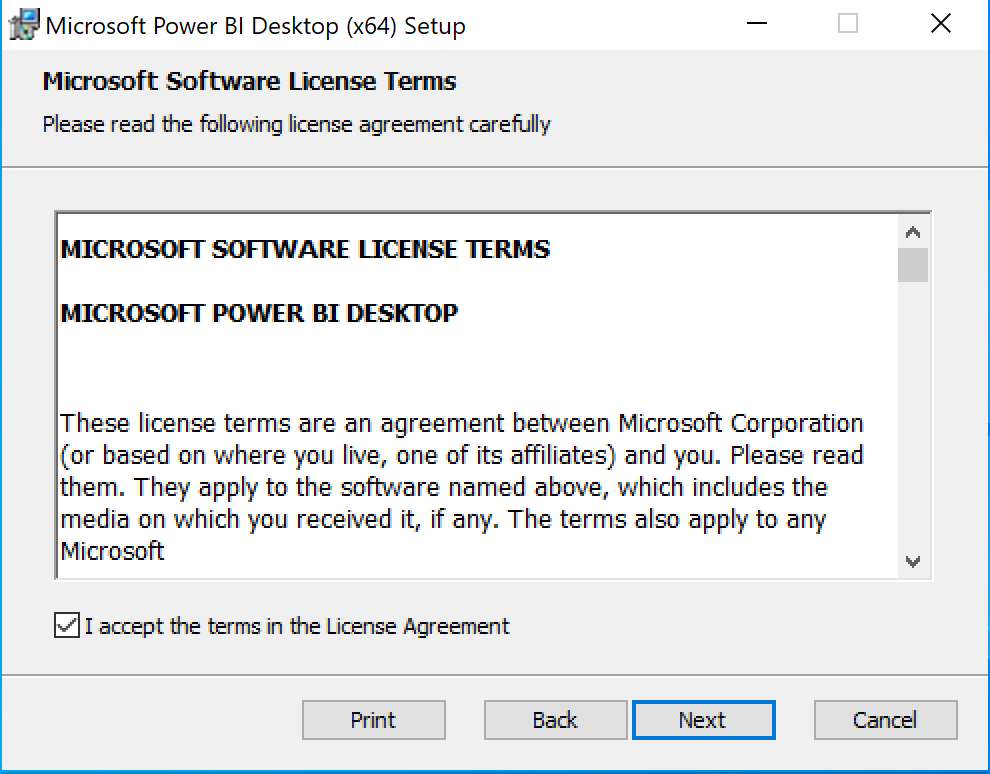 Microsoft Power BI Desktop (x64) Setup
Microsoft Software License Terms
Please read the following license agreement carefully
MICROSOFT SOFTWARE LICENSE TERMS
MICROSOFT POWER BI DESKTOP
These license terms are an agreement between Microsoft Corporation
(or based on where you live, one of its affiliates) and you. Please read
them. They apply to the software named above, which includes the
media on which you received it, if any. The terms also apply to any
Microsoft
I accept the terms in the License Agreement
Print
Back
Next
Cancel